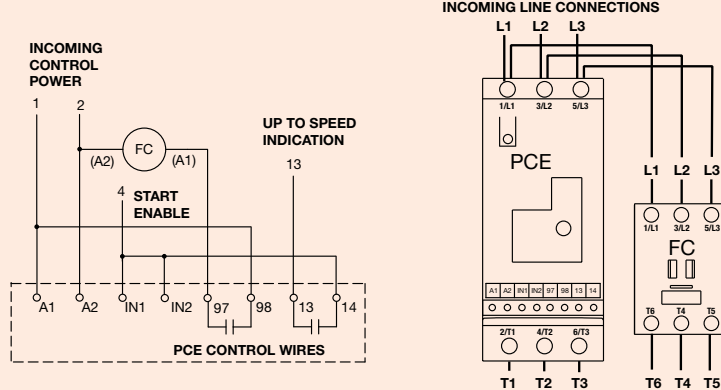 INCOMING LINE CONNECTIONS
L1 L2 L3
INCOMING
CONTROL
POWER
1 2
FC
(A2) (A1)
4 START
ENABLE
UP TO SPEED
INDICATION
13
A1 A2 IN1 IN2 97 98 13 14
PCE CONTROL WIRES
1/L1 3/L2 5/L3
PCE
A1 A2 IN1 IN2 97 98 13 14
2/T1 4/T2 6/T3
T1 T2 T3
L1 L2 L3
1/L1 3/L2 5/L3
FC
T6 T4 T5
T6 T4 T5